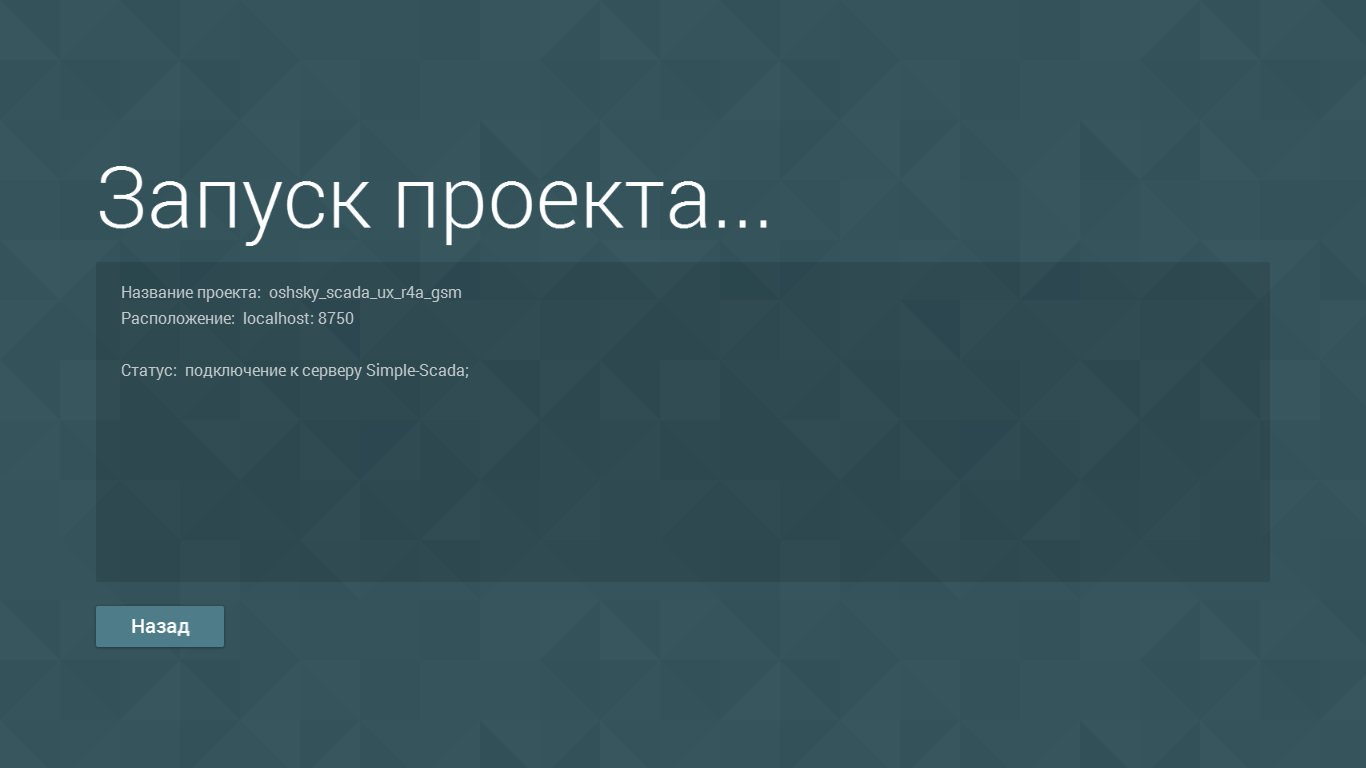 Запуск проекта...
Название проекта: oshsky_scada_ux_r4a_gsm
Расположение: localhost: 8750
Статус: подключение к серверу Simple-Scada;
Назад